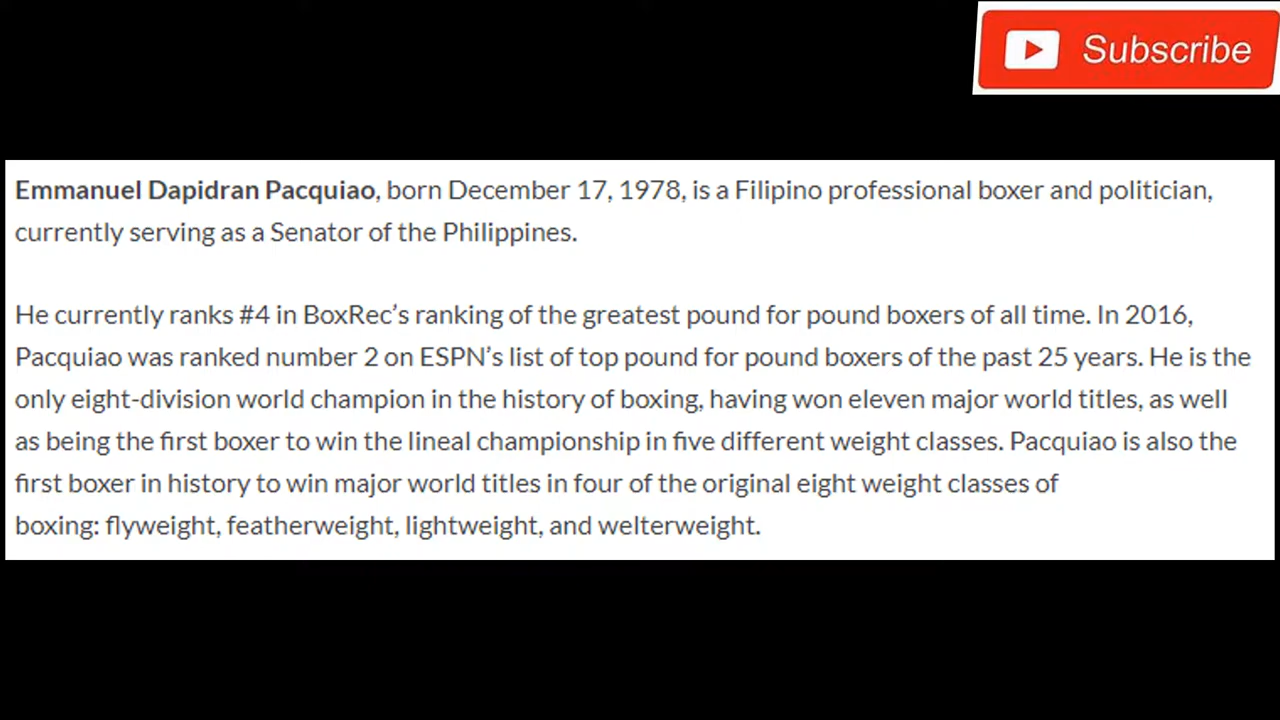 Subscribe
Emmanuel Dapidran Pacquiao, born December 17, 1978, is a Filipino professional boxer and politician,
currently serving as a Senator of the Philippines.
He currently ranks #4 in BoxRec’s ranking of the greatest pound for pound boxers of all time. In 2016,
Pacquiao was ranked number 2 on ESPN’s list of top pound for pound boxers of the past 25 years. He is the
only eight-division world champion in the history of boxing, having won eleven major world titles, as well
as being the first boxer to win the lineal championship in five different weight classes. Pacquiao is also the
first boxer in history to win major world titles in four of the original eight weight classes of
boxing: flyweight, featherweight, lightweight, and welterweight.